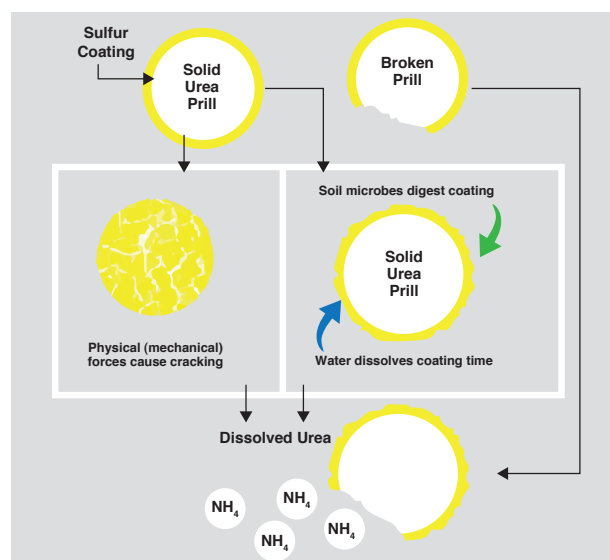 Sulfur
Coating
Solid
Urea
Prill
Broken
Prill
Physical (mechanical)
forces cause cracking
Soil microbes digest coating
Solid
Urea
Prill
Water dissolves coating time
Dissolved Urea
NH₄
NH₄
NH₄
NH₄